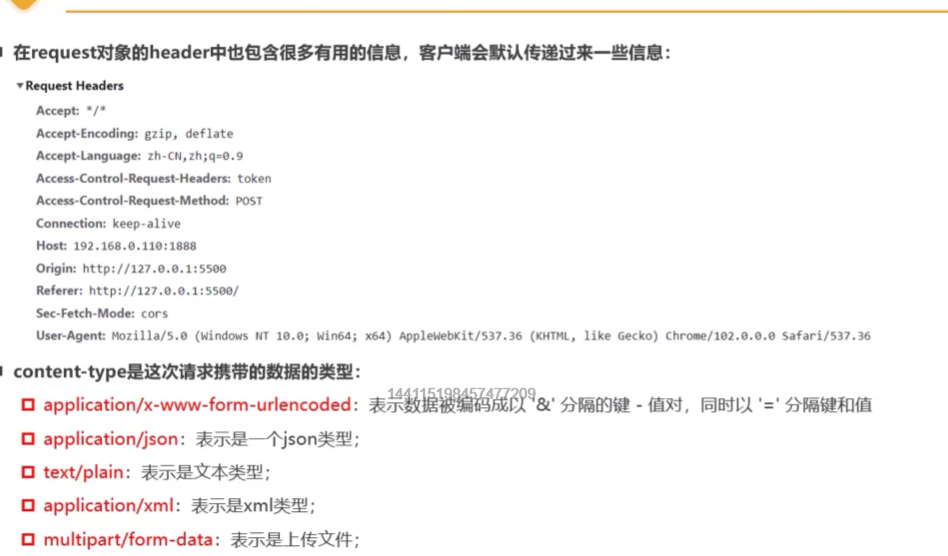 在request对象的header中也包含很多有用的信息，客户端会默认传递过来一些信息：
Request Headers
Accept: */*
Accept-Encoding: gzip, deflate
Accept-Language: zh-CN,zh;q=0.9
Access-Control-Request-Headers: token
Access-Control-Request-Method: POST
Connection: keep-alive
Host: 192.168.0.110:1888
Origin: http://127.0.0.1:5500
Referer: http://127.0.0.1:5500/
Sec-Fetch-Mode: cors
User-Agent: Mozilla/5.0 (Windows NT 10.0; Win64; x64) AppleWebKit/537.36 (KHTML, like Gecko) Chrome/102.0.0.0 Safari/537.36
content-type是这次请求携带的数据的类型：
144115198457477209
application/x-www-form-urlencoded：表示数据被编码成以 '&' 分隔的键 - 值对，同时以 '=' 分隔键和值
application/json：表示是一个json类型；
text/plain：表示是文本类型；
application/xml：表示是xml类型；
multipart/form-data：表示是上传文件；